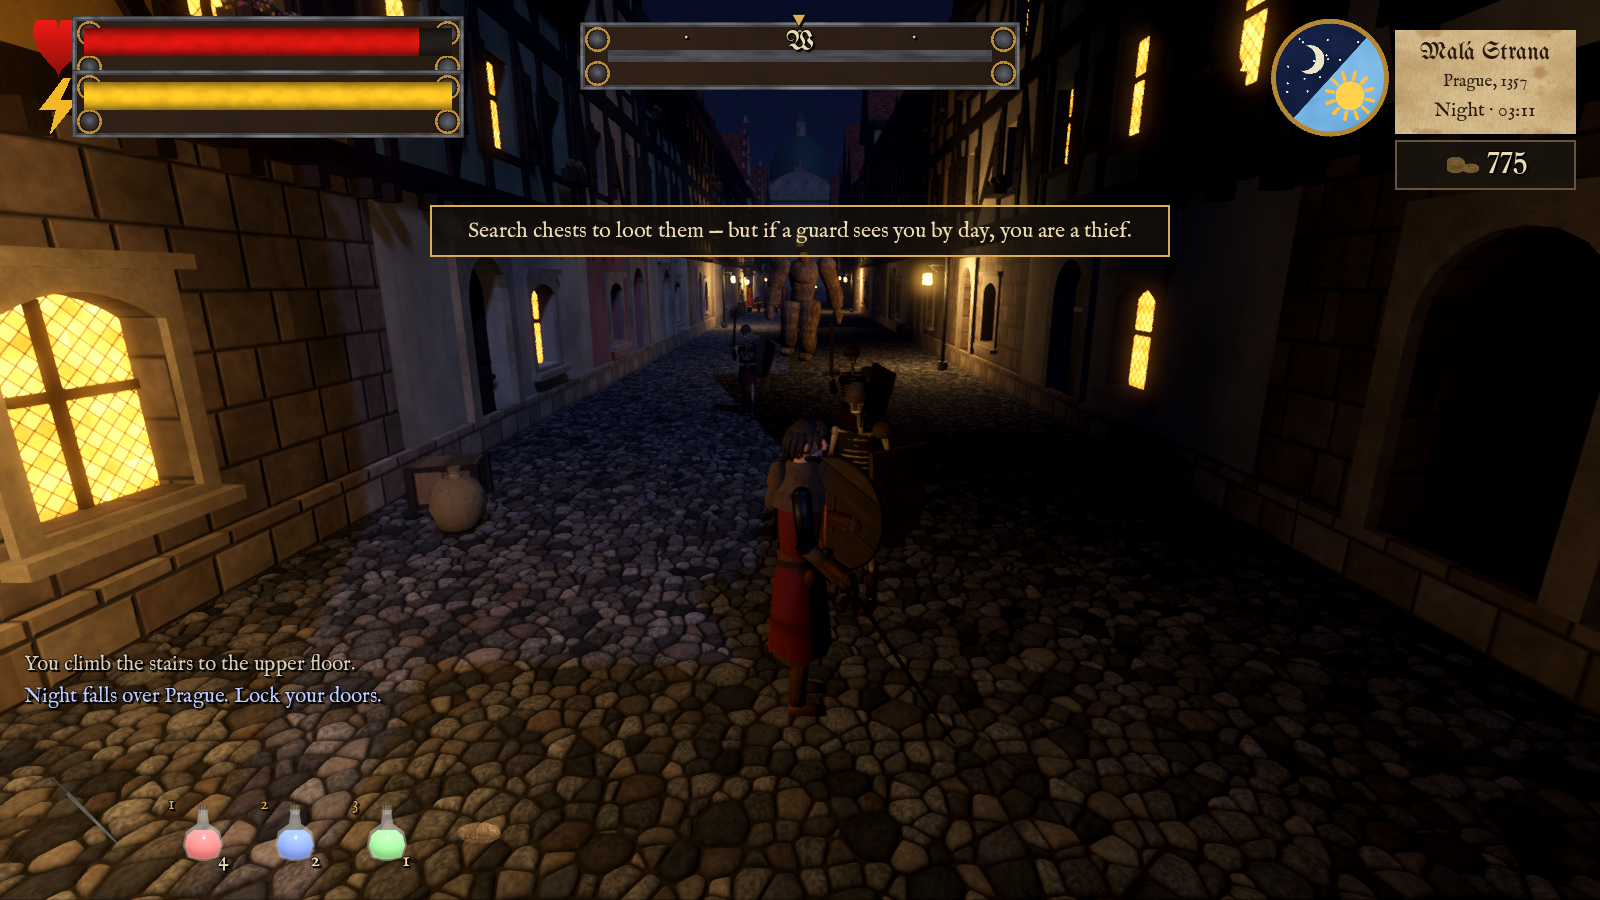 W
Malá Strana
Prague, 1357
Night · 03:11
775
Search chests to loot them — but if a guard sees you by day, you are a thief.
You climb the stairs to the upper floor.
Night falls over Prague. Lock your doors.
1 2 3
4 2 1